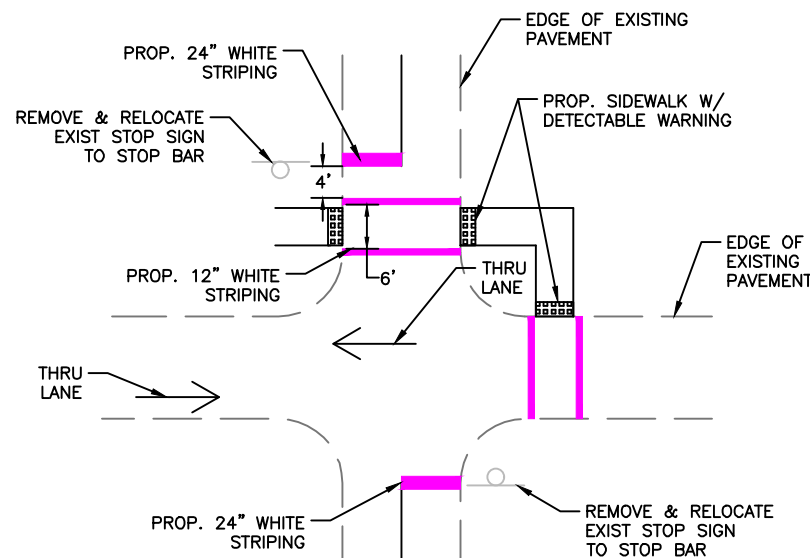 EDGE OF EXISTING
PAVEMENT
PROP. 24" WHITE
STRIPING
PROP. SIDEWALK W/
DETECTABLE WARNING
REMOVE & RELOCATE
EXIST STOP SIGN
TO STOP BAR
4'
EDGE OF
EXISTING
PAVEMENT
PROP. 12" WHITE
STRIPING
6'
THRU
LANE
THRU
LANE
PROP. 24" WHITE
STRIPING
REMOVE & RELOCATE
EXIST STOP SIGN
TO STOP BAR